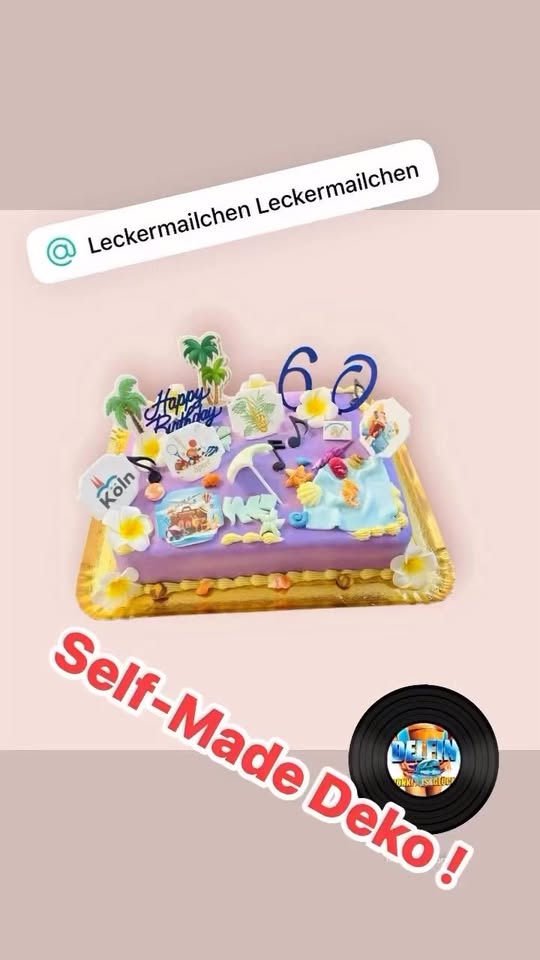 @ Leckermailchen Leckermailchen
60
Happy
Birthday
Köln
DELFIN
Self-Made Deko !